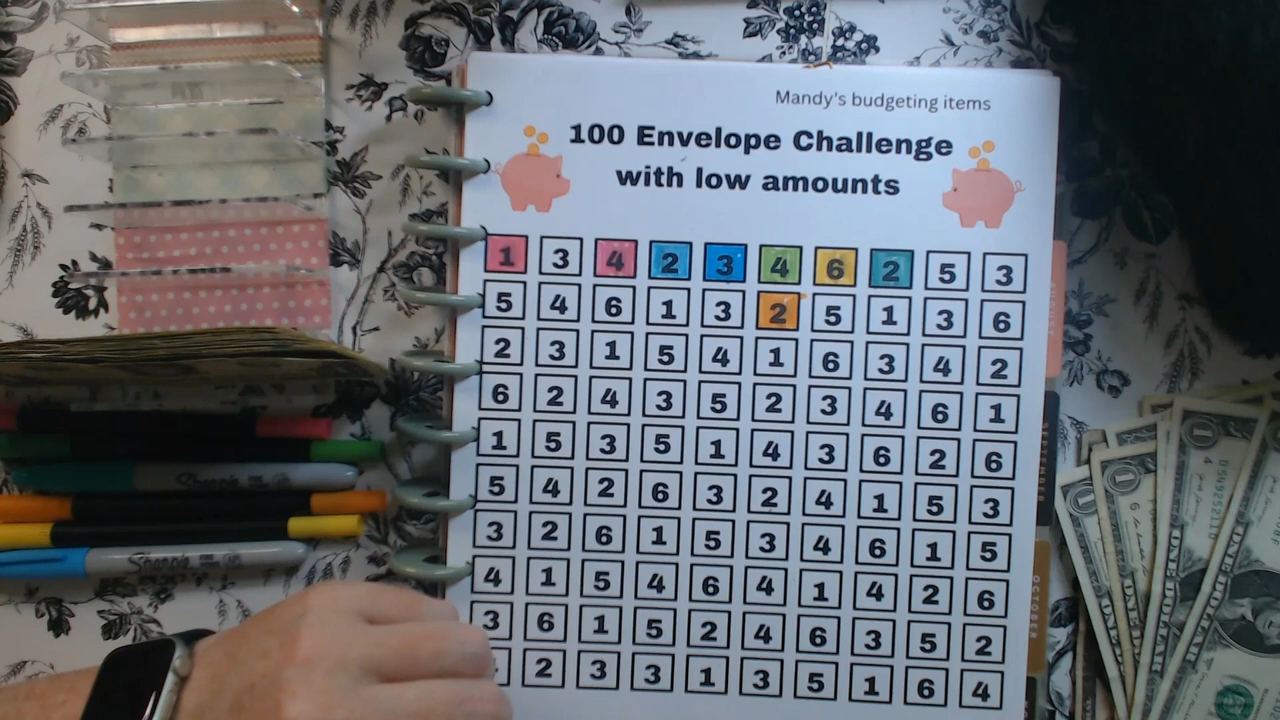 Mandy's budgeting items
100 Envelope Challenge
with low amounts
1 3 4 2 3 4 6 2 5 3
5 4 6 1 3 2 5 1 3 6
2 3 1 5 4 1 6 3 4 2
6 2 4 3 5 2 3 4 6 1
1 5 3 5 1 4 3 6 2 6
5 4 2 6 3 2 4 1 5 3
3 2 6 1 5 3 4 6 1 5
4 1 5 4 6 4 1 4 2 6
3 6 1 5 2 4 6 3 5 2
2 3 3 1 3 5 1 6 4
Sharpie
Sharpie
OCTOBER